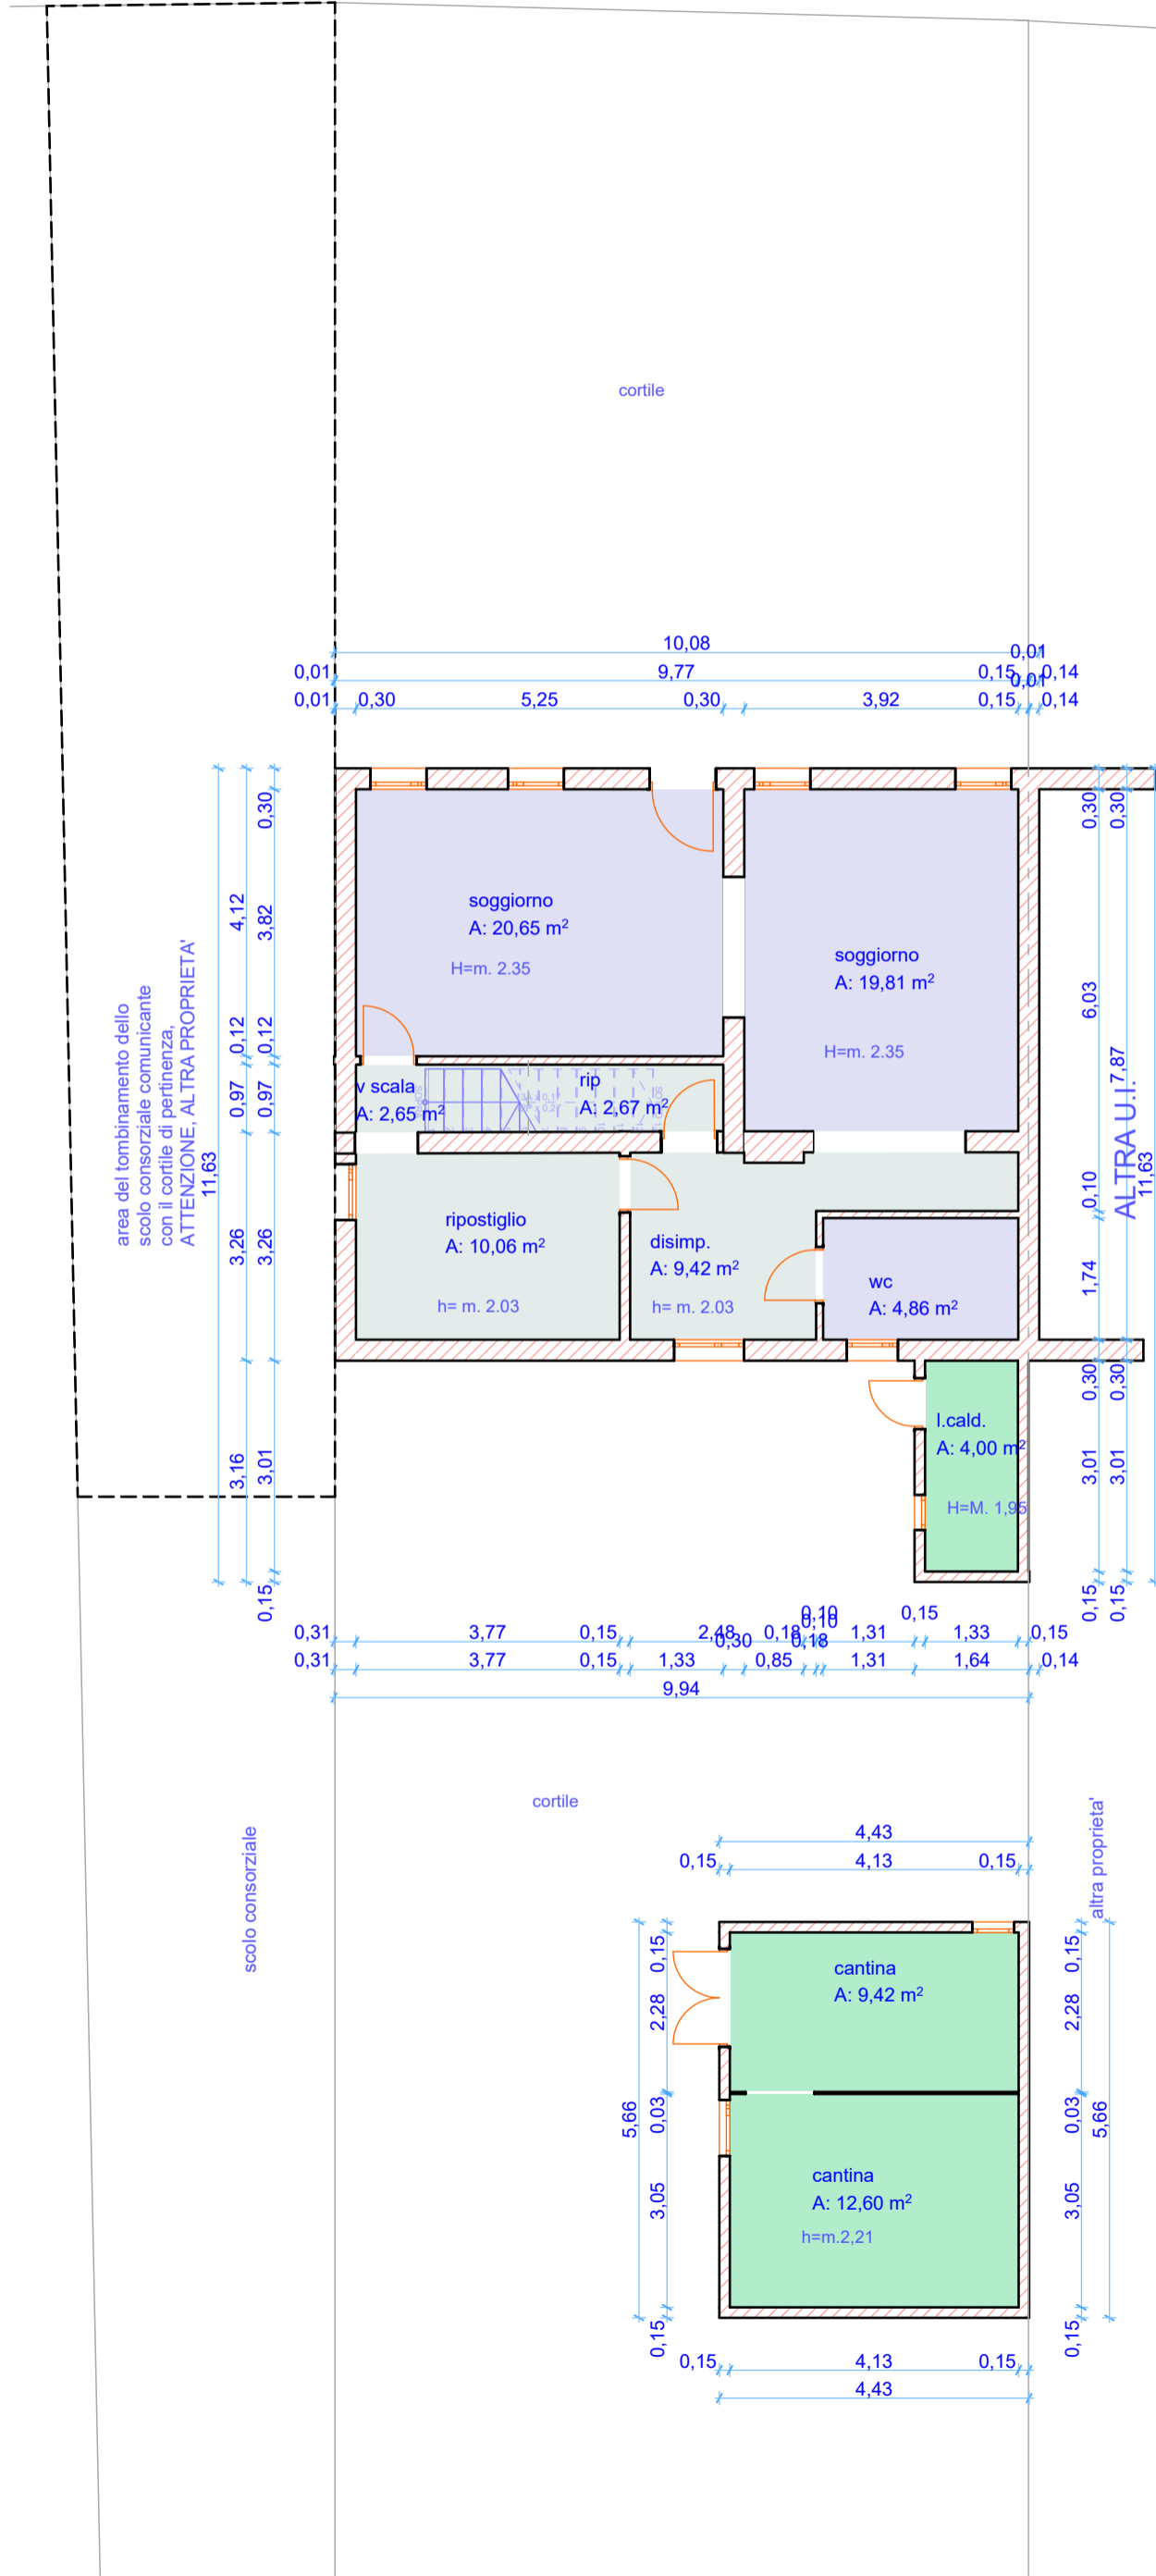 cortile
10,08
0,01
0,01
9,77
0,15
0,01
0,14
0,01
0,30
5,25
0,30
3,92
0,15
0,14
0,30
4,12
3,82
0,12
0,12
0,97
0,97
11,63
3,26
3,26
3,16
3,01
0,15
area del tombinamento dello
scolo consorziale comunicante
con il cortile di pertinenza,
ATTENZIONE, ALTRA PROPRIETA'
soggiorno
A: 20,65 m²
H=m. 2.35
soggiorno
A: 19,81 m²
H=m. 2.35
v scala
A: 2,65 m²
rip
A: 2,67 m²
ripostiglio
A: 10,06 m²
h= m. 2.03
disimp.
A: 9,42 m²
h= m. 2.03
wc
A: 4,86 m²
l.cald.
A: 4,00 m²
H=M. 1,95
0,30
0,30
6,03
7,87
0,10
1,74
0,30
0,30
3,01
3,01
0,15
0,15
ALTRA U.I.
11,63
0,31
3,77
0,15
2,48
0,18
0,10
1,31
0,15
1,33
0,15
0,31
3,77
0,15
1,33
0,30
0,85
0,18
0,10
1,31
1,64
0,14
9,94
cortile
scolo consorziale
altra proprieta'
4,43
0,15
4,13
0,15
0,15
2,28
5,66
0,03
3,05
0,15
cantina
A: 9,42 m²
cantina
A: 12,60 m²
h=m.2,21
0,15
2,28
0,03
5,66
3,05
0,15
0,15
4,13
0,15
4,43